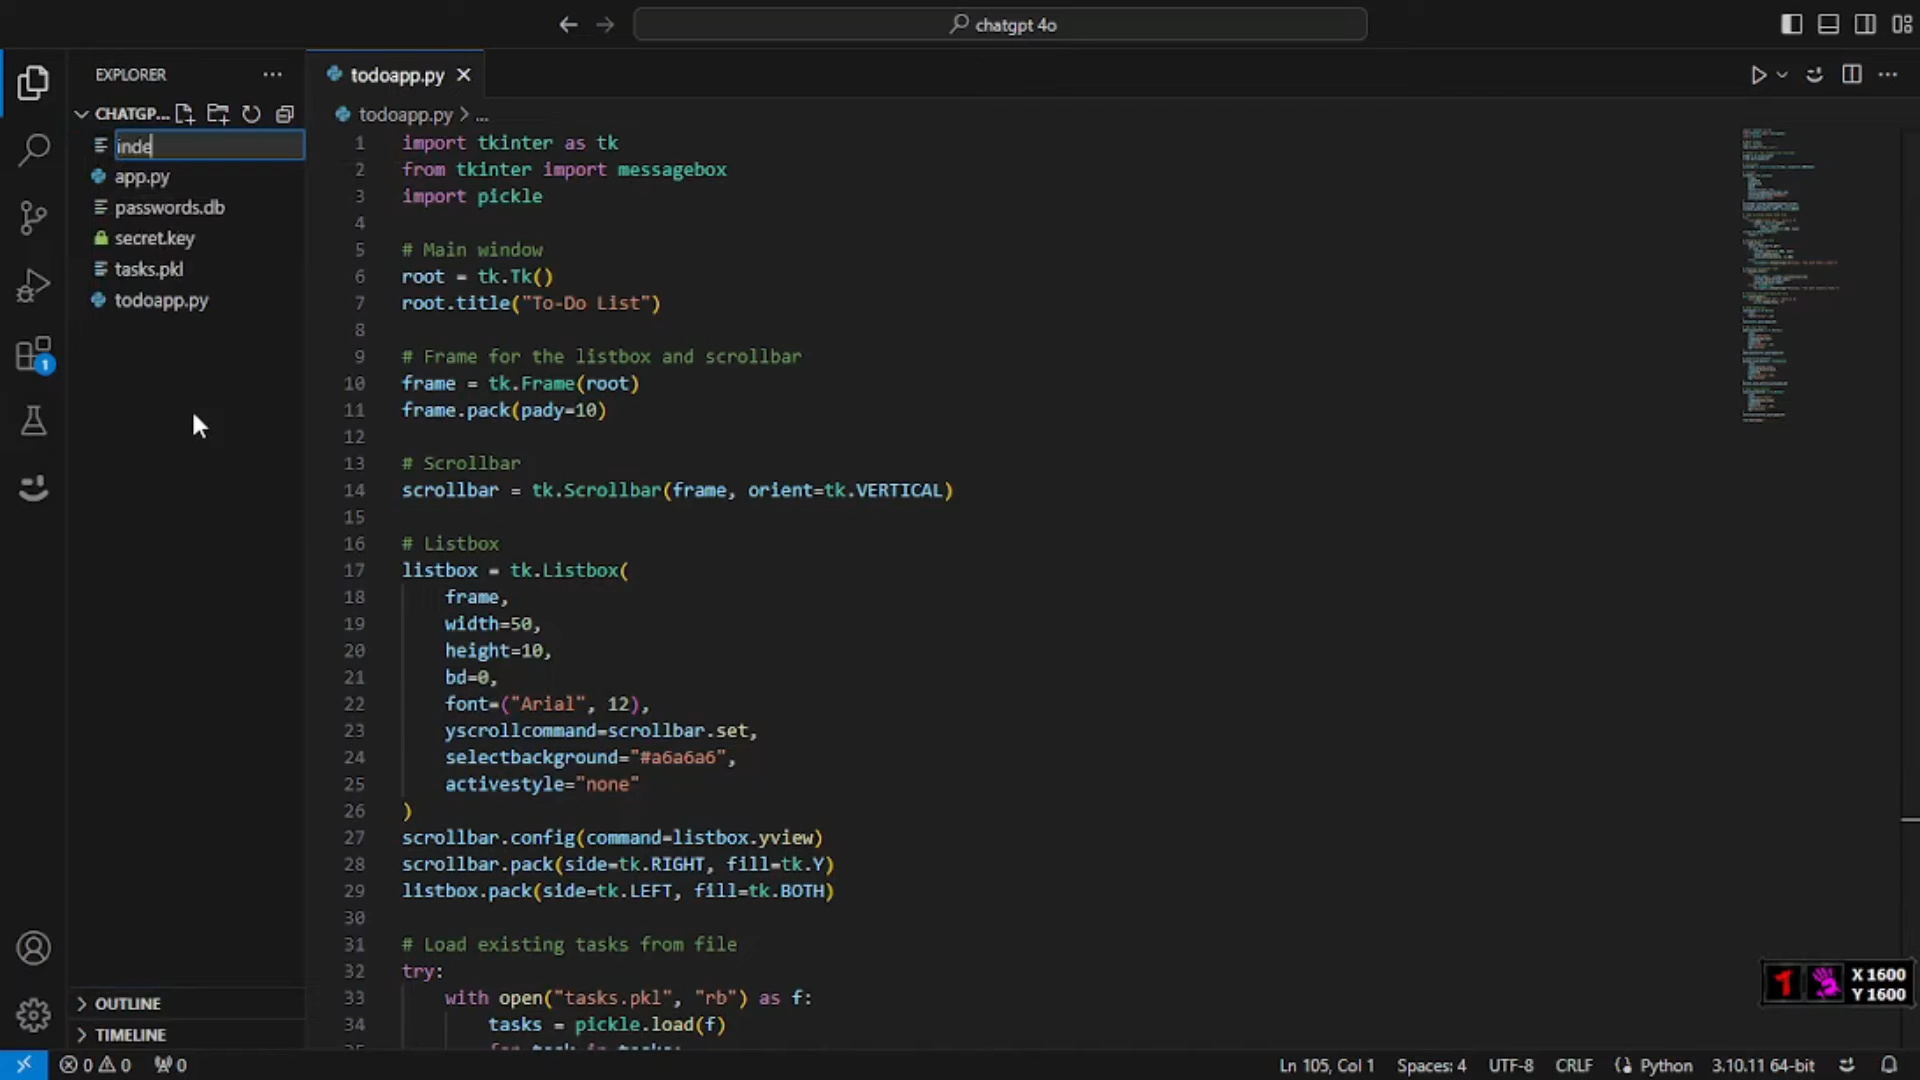 chatgpt 4o
EXPLORER
todoapp.py
CHATGP...
inde
app.py
passwords.db
secret.key
tasks.pkl
todoapp.py
OUTLINE
TIMELINE
1
todoapp.py > ...
1 import tkinter as tk
2 from tkinter import messagebox
3 import pickle
4
5 # Main window
6 root = tk.Tk()
7 root.title("To-Do List")
8
9 # Frame for the listbox and scrollbar
10 frame = tk.Frame(root)
11 frame.pack(pady=10)
12
13 # Scrollbar
14 scrollbar = tk.Scrollbar(frame, orient=tk.VERTICAL)
15
16 # Listbox
17 listbox = tk.Listbox(
18 frame,
19 width=50,
20 height=10,
21 bd=0,
22 font=("Arial", 12),
23 yscrollcommand=scrollbar.set,
24 selectbackground="#a6a6a6",
25 activestyle="none"
26 )
27 scrollbar.config(command=listbox.yview)
28 scrollbar.pack(side=tk.RIGHT, fill=tk.Y)
29 listbox.pack(side=tk.LEFT, fill=tk.BOTH)
30
31 # Load existing tasks from file
32 try:
33 with open("tasks.pkl", "rb") as f:
34 tasks = pickle.load(f)
X 1600
Y 1600
0 0 0
Ln 105, Col 1 Spaces: 4 UTF-8 CRLF Python 3.10.11 64-bit